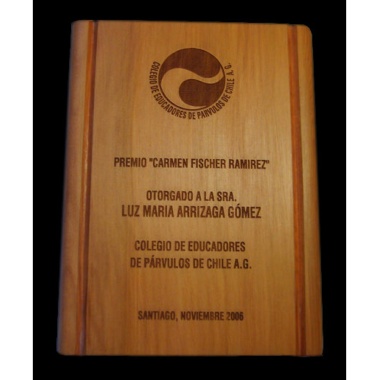 COLEGIO DE EDUCADORES DE PARVULOS DE CHILE A.G.
PREMIO "CARMEN FISCHER RAMIREZ"
OTORGADO A LA SRA.
LUZ MARIA ARRIZAGA GÓMEZ
COLEGIO DE EDUCADORES
DE PÁRVULOS DE CHILE A.G.
SANTIAGO, NOVIEMBRE 2006